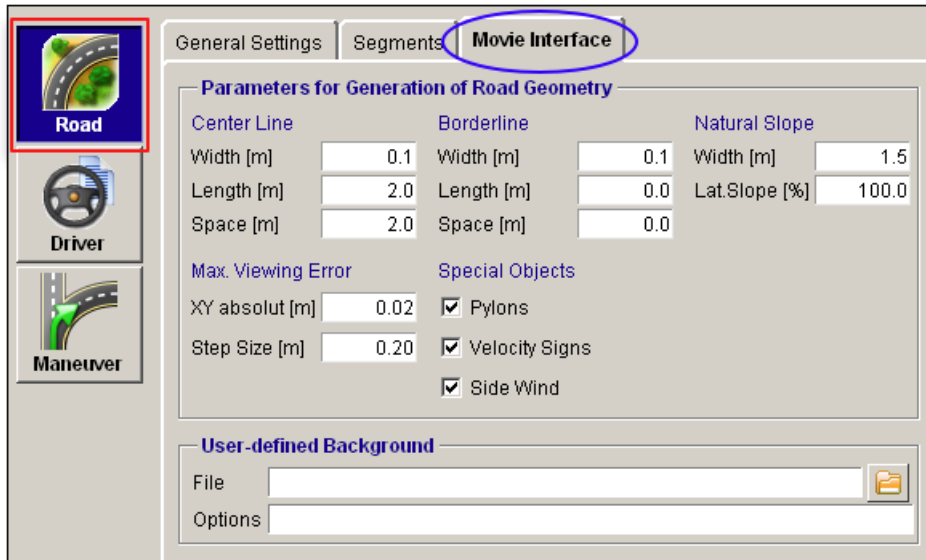 General Settings Segments Movie Interface
Road
Driver
Maneuver
Parameters for Generation of Road Geometry
Center Line Borderline Natural Slope
Width [m] 0.1 Width [m] 0.1 Width [m] 1.5
Length [m] 2.0 Length [m] 0.0 Lat.Slope [%] 100.0
Space [m] 2.0 Space [m] 0.0
Max. Viewing Error Special Objects
XY absolut [m] 0.02 Pylons
Step Size [m] 0.20 Velocity Signs
Side Wind
User-defined Background
File
Options